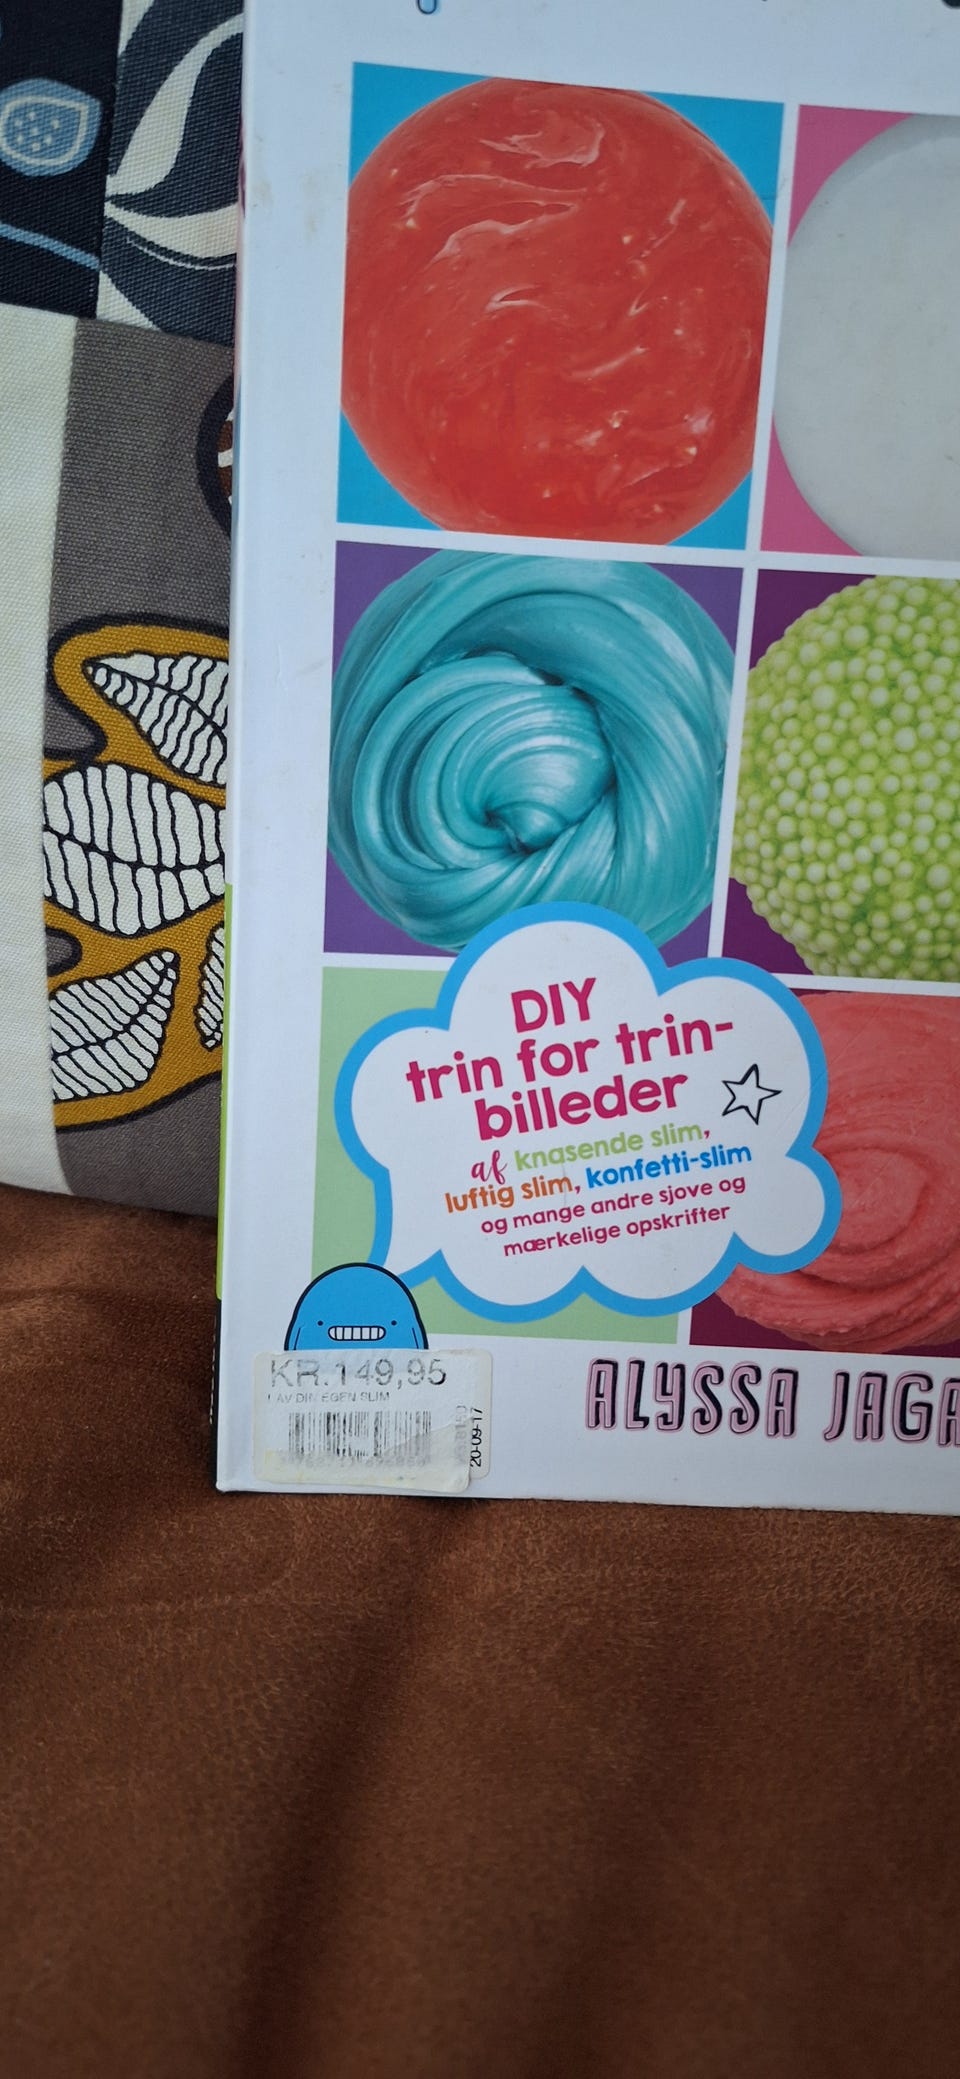 DIY
trin for trin-
billeder
af knasende slim,
luftig slim, konfetti-slim
og mange andre sjove og
mærkelige opskrifter
KR.149,95
LAV DIN EGEN SLIM
20-09-17
ALYSSA JAGA